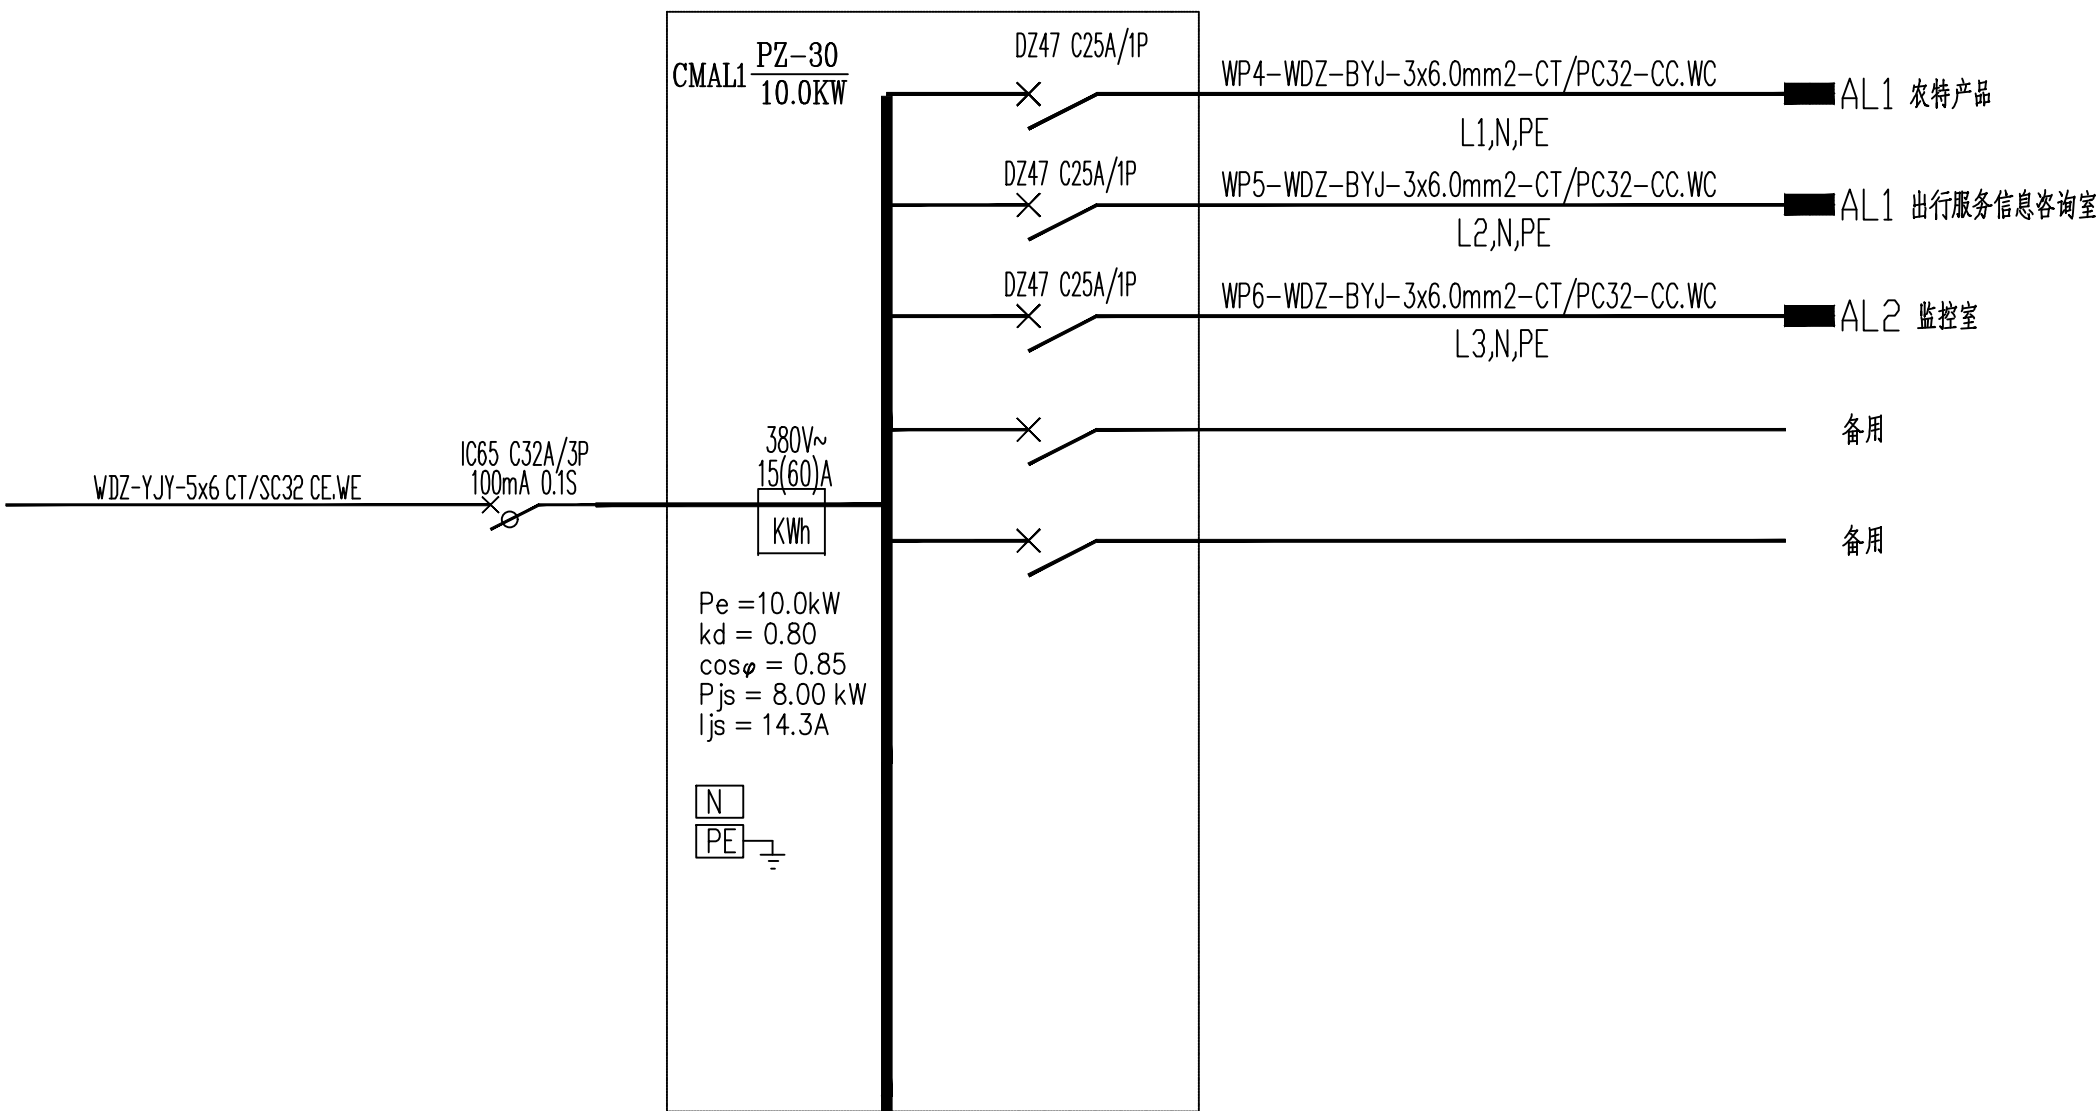 CMAL1 PZ-30
10.0KW
DZ47 C25A/1P
WP4-WDZ-BYJ-3x6.0mm2-CT/PC32-CC.WC
AL1 农特产品
L1,N,PE
DZ47 C25A/1P
WP5-WDZ-BYJ-3x6.0mm2-CT/PC32-CC.WC
AL1 出行服务信息咨询室
L2,N,PE
DZ47 C25A/1P
WP6-WDZ-BYJ-3x6.0mm2-CT/PC32-CC.WC
AL2 监控室
L3,N,PE
备用
WDZ-YJY-5x6 CT/SC32 CE.WE
IC65 C32A/3P
100mA 0.1S
380V~
15(60)A
KWh
备用
Pe =10.0kW
kd = 0.80
cosφ = 0.85
Pjs = 8.00 kW
Ijs = 14.3A
N
PE